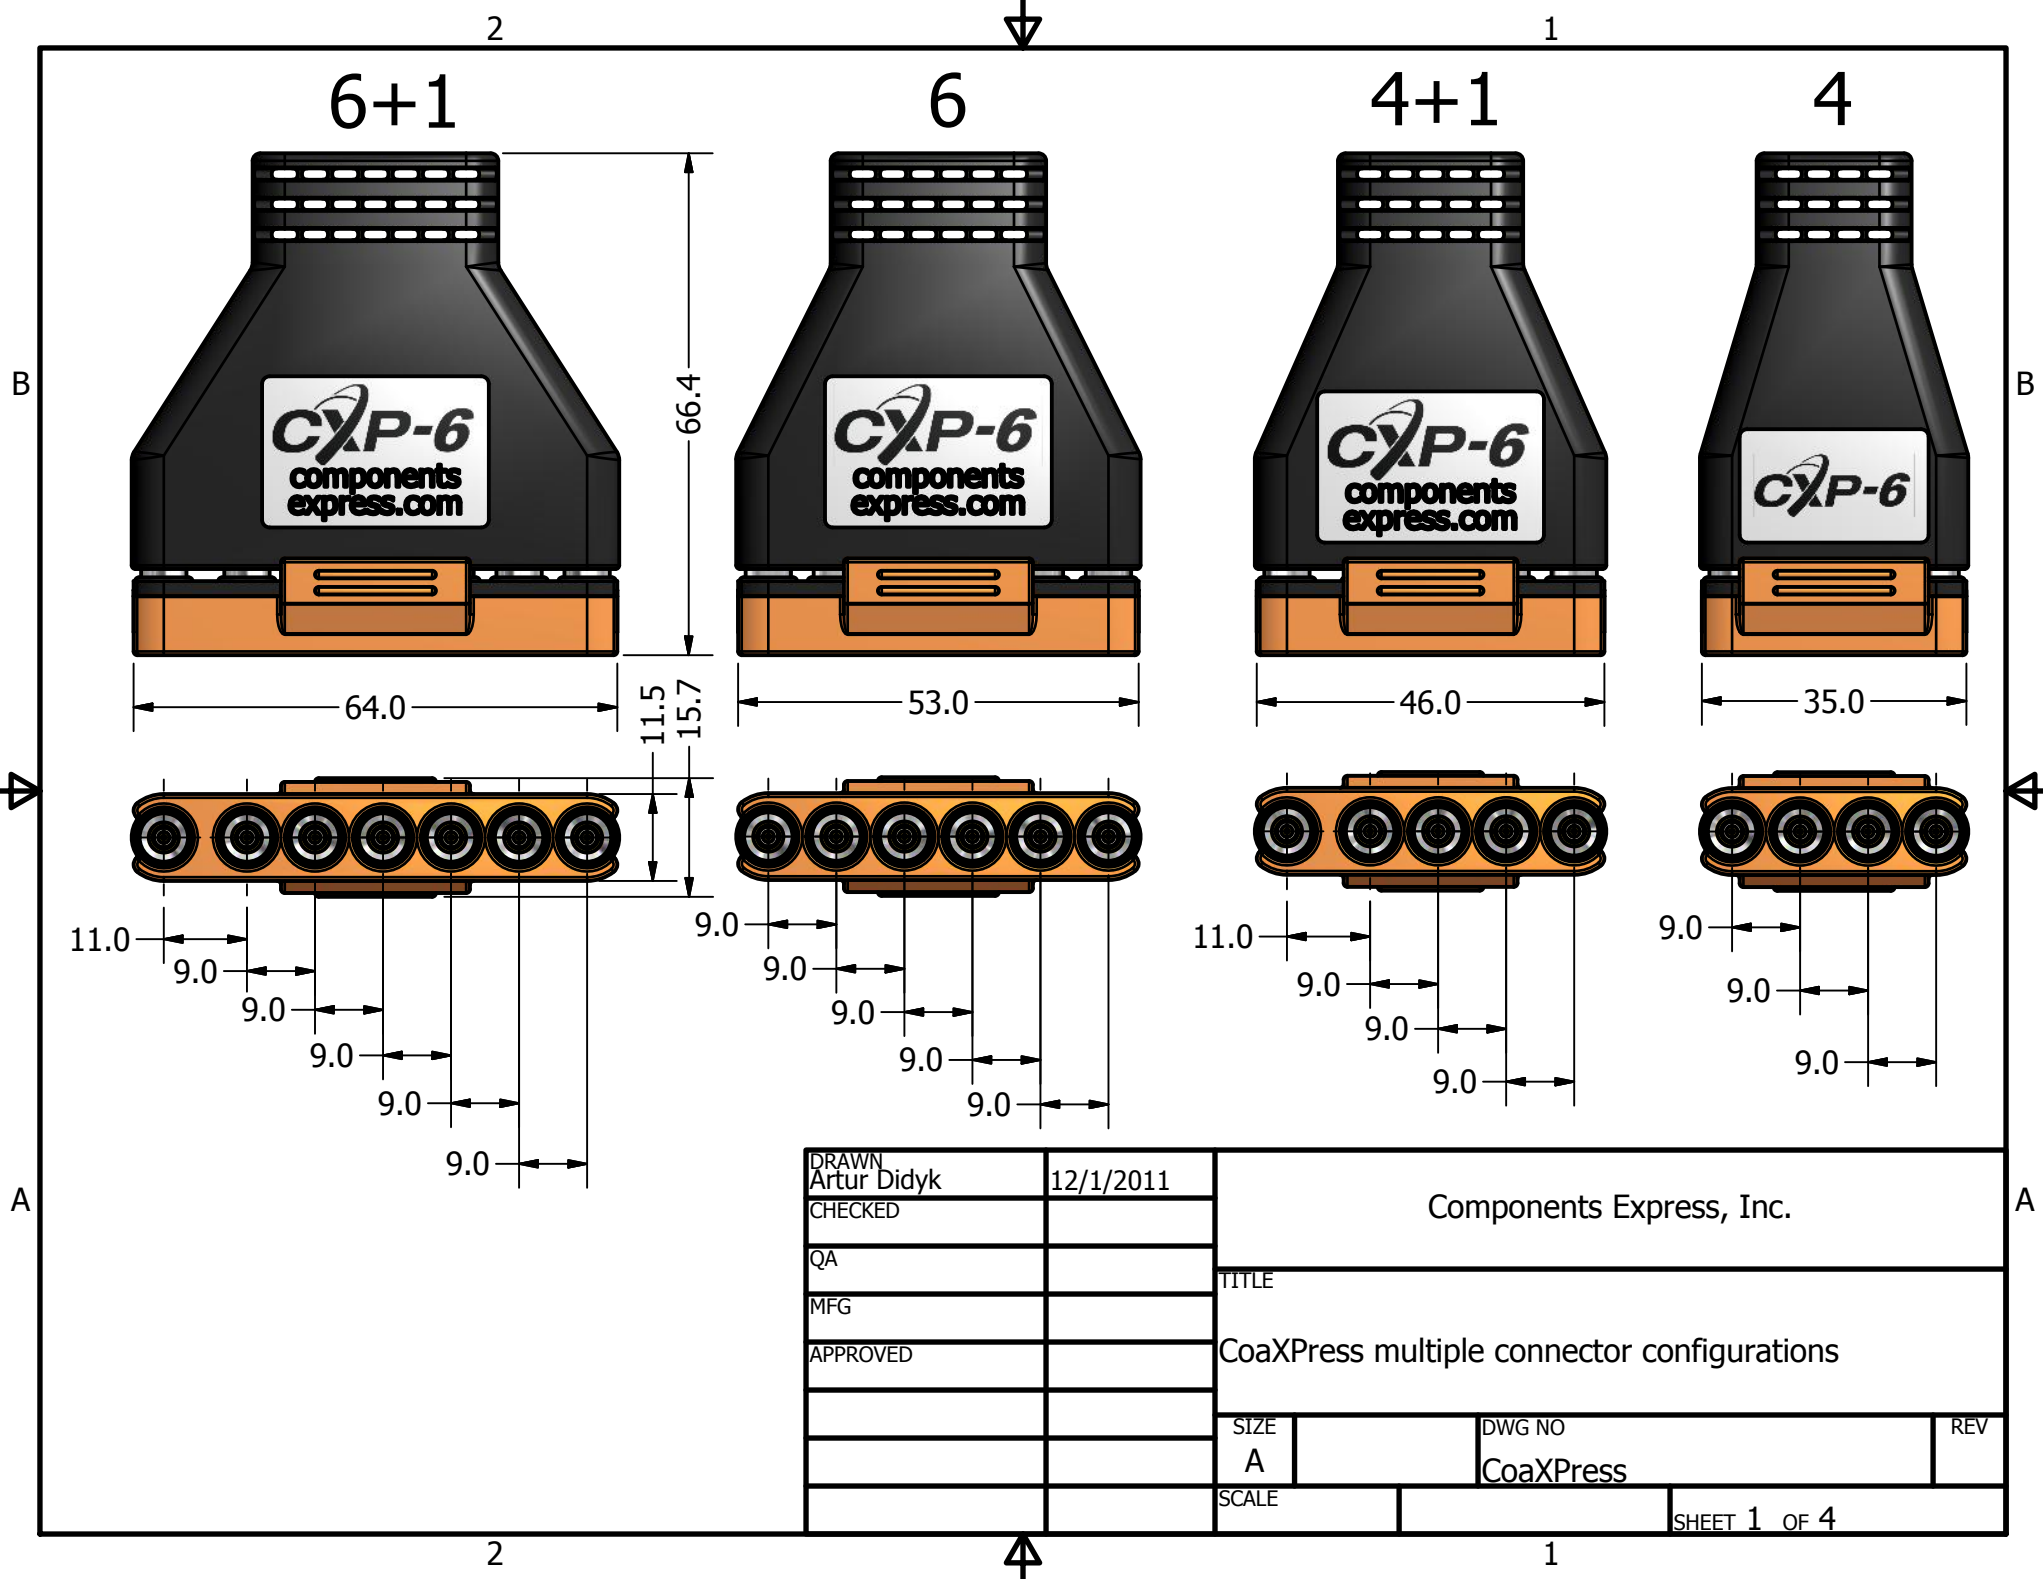 2
1
6+1
6
4+1
4
B
B
CXP-6
components
express.com
CXP-6
components
express.com
CXP-6
components
express.com
CXP-6
66.4
64.0
11.5
15.7
53.0
46.0
35.0
11.0
9.0
9.0
9.0
9.0
9.0
9.0
9.0
9.0
9.0
9.0
11.0
9.0
9.0
9.0
9.0
9.0
9.0
A
A
DRAWN
Artur Didyk
12/1/2011
CHECKED
QA
MFG
APPROVED
Components Express, Inc.
TITLE
CoaXPress multiple connector configurations
SIZE
A
DWG NO
CoaXPress
REV
SCALE
SHEET 1 OF 4
2
1